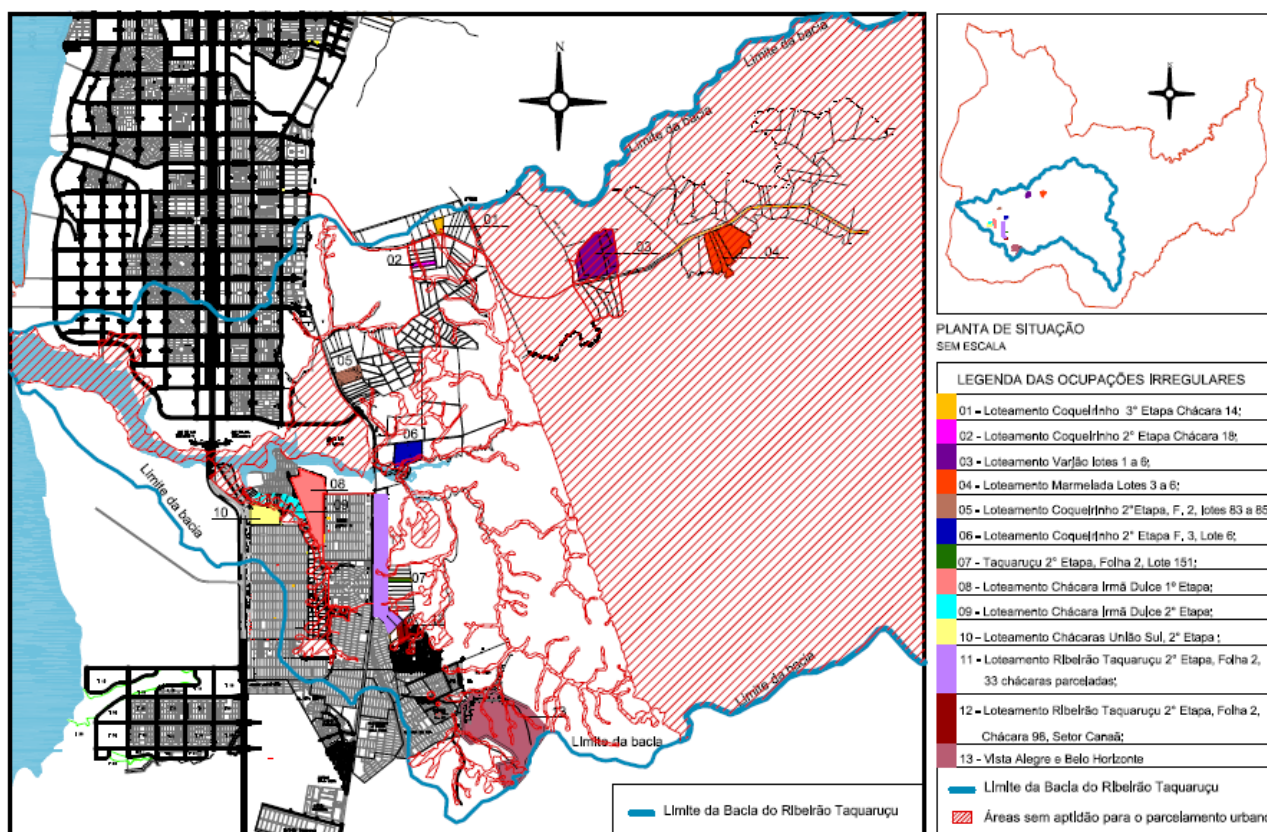 N
Limite da bacia
Limite da bacia
01
02
03
04
05
06
Limite da bacia
08
09
10
07
13
Limite da bacia
Limite da bacia
Limite da Bacia do Ribeirão Taquaruçu
N
PLANTA DE SITUAÇÃO
SEM ESCALA
LEGENDA DAS OCUPAÇÕES IRREGULARES
01 - Loteamento Coqueirinho 3° Etapa Chácara 14;
02 - Loteamento Coqueirinho 2° Etapa Chácara 18;
03 - Loteamento Varjão lotes 1 a 6;
04 - Loteamento Marmelada Lotes 3 a 6;
05 - Loteamento Coqueirinho 2°Etapa, F. 2, lotes 83 a 85
06 - Loteamento Coqueirinho 2° Etapa F. 3, Lote 6;
07 - Taquaruçu 2° Etapa, Folha 2, Lote 151;
08 - Loteamento Chácara Irmã Dulce 1º Etapa;
09 - Loteamento Chácara Irmã Dulce 2° Etapa;
10 - Loteamento Chácaras União Sul, 2° Etapa ;
11 - Loteamento Ribeirão Taquaruçu 2° Etapa, Folha 2,
33 chácaras parceladas;
12 - Loteamento Ribeirão Taquaruçu 2° Etapa, Folha 2,
Chácara 98, Setor Canaã;
13 - Vista Alegre e Belo Horizonte
Limite da Bacia do Ribeirão Taquaruçu
Áreas sem aptidão para o parcelamento urbano